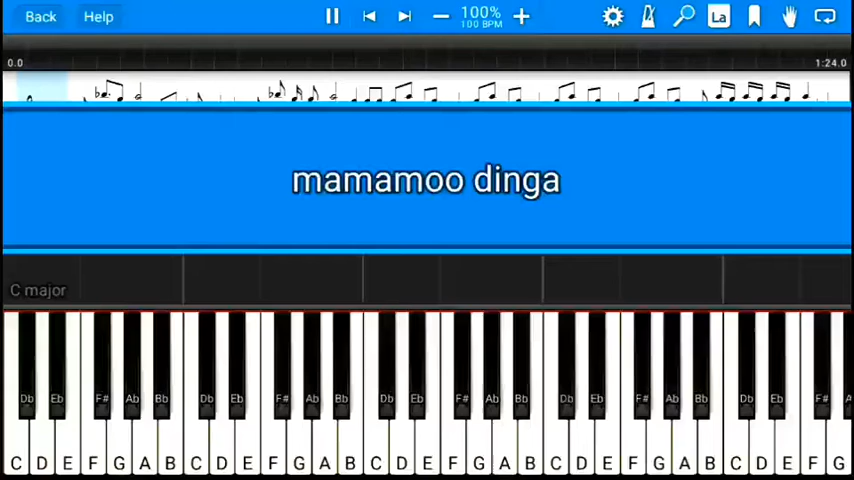 Back Help 100% La
100 BPM
0.0 1:24.0
mamamoo dinga
C major
Db Eb F# Ab Bb Db Eb F# Ab Bb Db Eb F# Ab Bb Db Eb F# Ab Bb Db Eb F# A
C D E F G A B C D E F G A B C D E F G A B C D E F G A B C D E F G